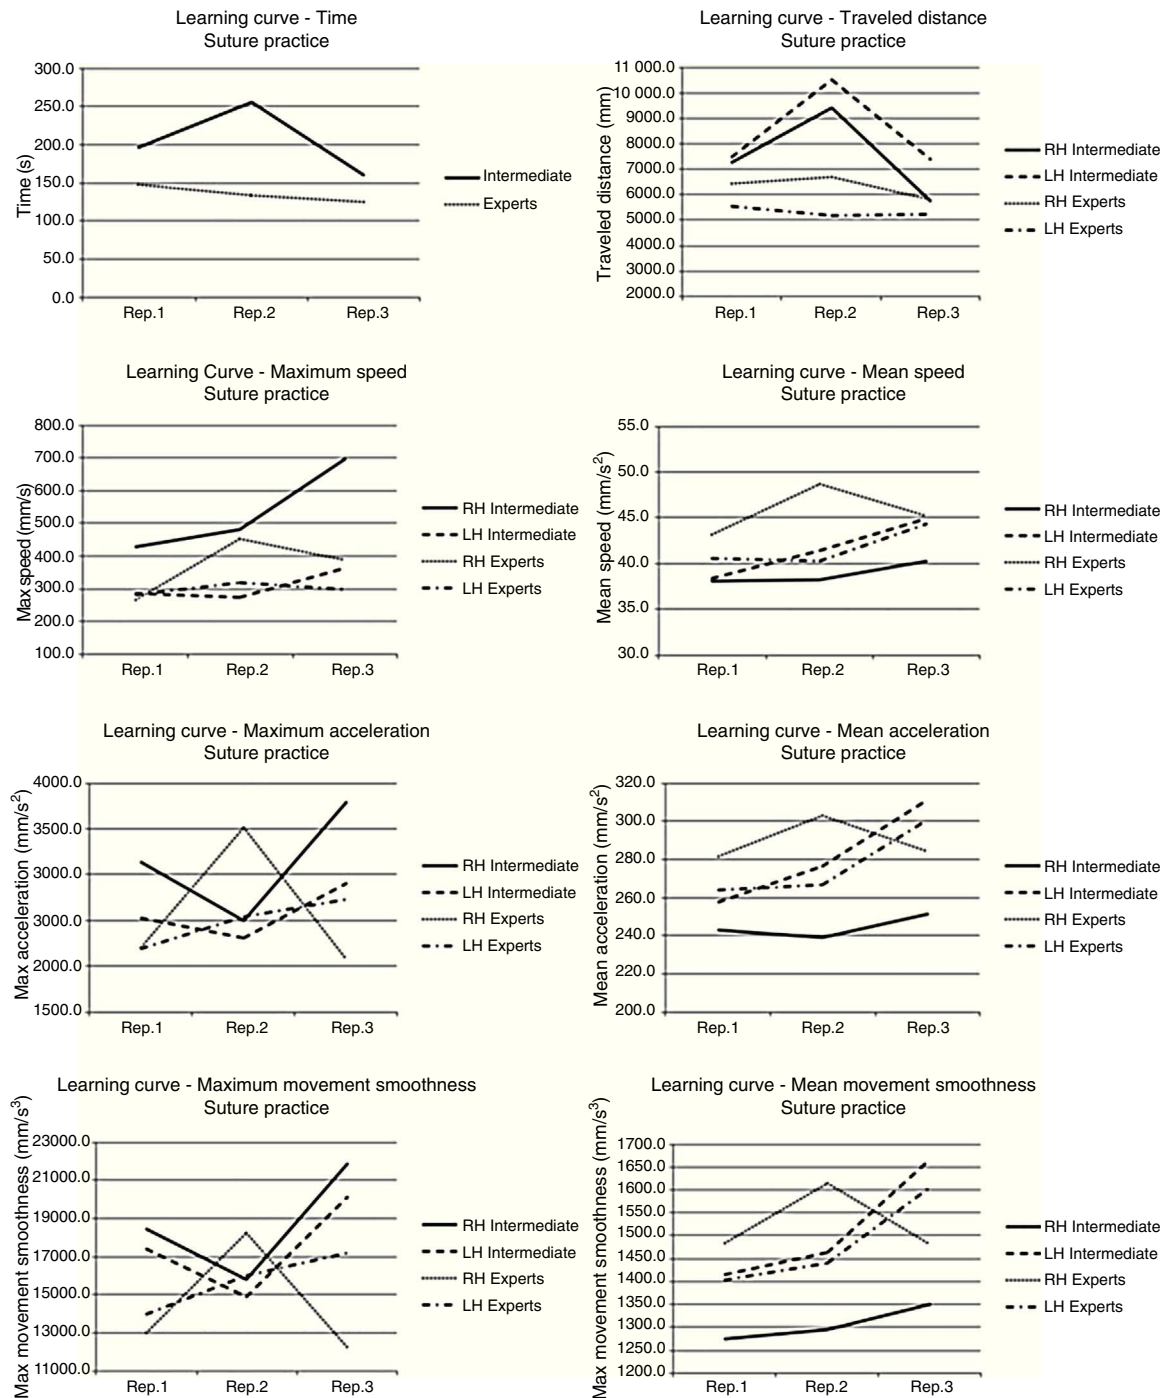 Learning curve - Time
Suture practice
300.0
250.0
200.0
150.0
100.0
50.0
0.0
Time (s)
Rep.1 Rep.2 Rep.3
Intermediate
Experts
Learning curve - Traveled distance
Suture practice
11 000.0
10 000.0
9000.0
8000.0
7000.0
6000.0
5000.0
4000.0
3000.0
2000.0
Traveled distance (mm)
Rep.1 Rep.2 Rep.3
RH Intermediate
LH Intermediate
RH Experts
LH Experts
Learning Curve - Maximum speed
Suture practice
800.0
700.0
600.0
500.0
400.0
300.0
200.0
100.0
Max speed (mm/s)
Rep.1 Rep.2 Rep.3
RH Intermediate
LH Intermediate
RH Experts
LH Experts
Learning curve - Mean speed
Suture practice
55.0
50.0
45.0
40.0
35.0
30.0
Mean speed (mm/s²)
Rep.1 Rep.2 Rep.3
RH Intermediate
LH Intermediate
RH Experts
LH Experts
Learning curve - Maximum acceleration
Suture practice
4000.0
3500.0
3000.0
3000.0
2000.0
1500.0
Max acceleration (mm/s²)
Rep.1 Rep.2 Rep.3
RH Intermediate
LH Intermediate
RH Experts
LH Experts
Learning curve - Mean acceleration
Suture practice
320.0
300.0
280.0
260.0
240.0
220.0
200.0
Mean acceleration (mm/s²)
Rep.1 Rep.2 Rep.3
RH Intermediate
LH Intermediate
RH Experts
LH Experts
Learning curve - Maximum movement smoothness
Suture practice
23000.0
21000.0
19000.0
17000.0
15000.0
13000.0
11000.0
Max movement smoothness (mm/s³)
Rep.1 Rep.2 Rep.3
RH Intermediate
LH Intermediate
RH Experts
LH Experts
Learning curve - Mean movement smoothness
Suture practice
1700.0
1650.0
1600.0
1550.0
1500.0
1450.0
1400.0
1350.0
1300.0
1250.0
1200.0
Max movement smoothness (mm/s³)
Rep.1 Rep.2 Rep.3
RH Intermediate
LH Intermediate
RH Experts
LH Experts